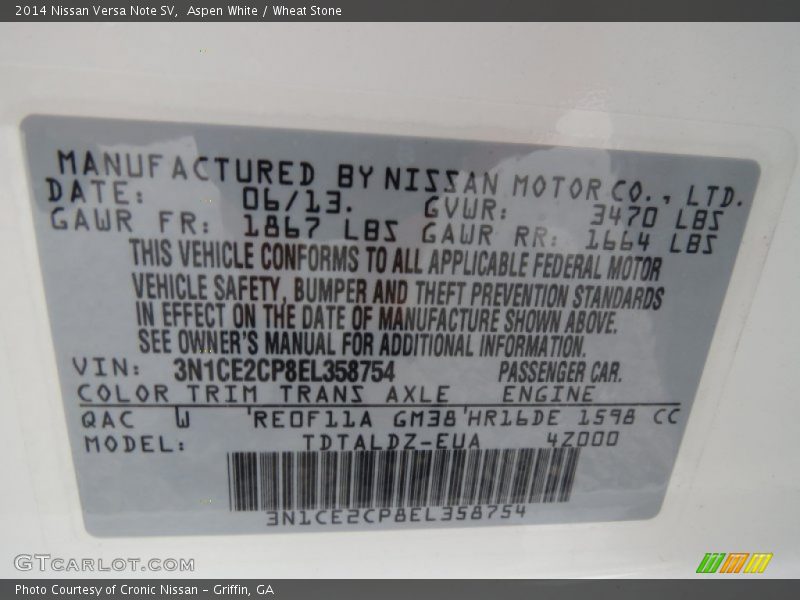 2014 Nissan Versa Note SV,  Aspen White / Wheat Stone
MANUFACTURED BY NISSAN MOTOR CO., LTD.
DATE: 06/13. GVWR: 3470 LBS
GAWR FR: 1867 LBS GAWR RR: 1664 LBS
THIS VEHICLE CONFORMS TO ALL APPLICABLE FEDERAL MOTOR
VEHICLE SAFETY, BUMPER AND THEFT PREVENTION STANDARDS
IN EFFECT ON THE DATE OF MANUFACTURE SHOWN ABOVE.
SEE OWNER'S MANUAL FOR ADDITIONAL INFORMATION.
VIN: 3N1CE2CP8EL358754 PASSENGER CAR.
COLOR TRIM TRANS AXLE ENGINE
QAC W 'RE0F11A GM38'HR16DE 1598 CC
MODEL: TDTALDZ-EUA 4Z000
3N1CE2CP8EL358754
GTCARLOT.COM
Photo Courtesy of Cronic Nissan – Griffin, GA